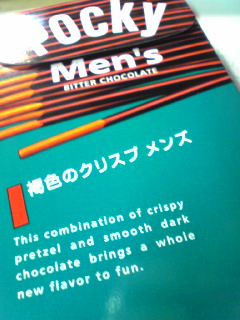 Pocky
Men's
BITTER CHOCOLATE
褐色のクリスプ メンズ
This combination of crispy
pretzel and smooth dark
chocolate brings a whole
new flavor to fun.